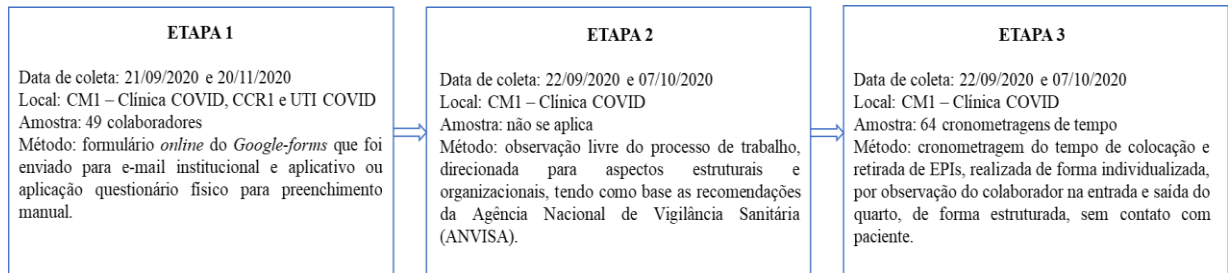 ETAPA 1
Data de coleta: 21/09/2020 e 20/11/2020
Local: CM1 – Clínica COVID, CCR1 e UTI COVID
Amostra: 49 colaboradores
Método: formulário online do Google-forms que foi
enviado para e-mail institucional e aplicativo ou
aplicação questionário físico para preenchimento
manual.
ETAPA 2
Data de coleta: 22/09/2020 e 07/10/2020
Local: CM1 – Clínica COVID
Amostra: não se aplica
Método: observação livre do processo de trabalho,
direcionada para aspectos estruturais e
organizacionais, tendo como base as recomendações
da Agência Nacional de Vigilância Sanitária
(ANVISA).
ETAPA 3
Data de coleta: 22/09/2020 e 07/10/2020
Local: CM1 – Clínica COVID
Amostra: 64 cronometragens de tempo
Método: cronometragem do tempo de colocação e
retirada de EPIs, realizada de forma individualizada,
por observação do colaborador na entrada e saída do
quarto, de forma estruturada, sem contato com
paciente.